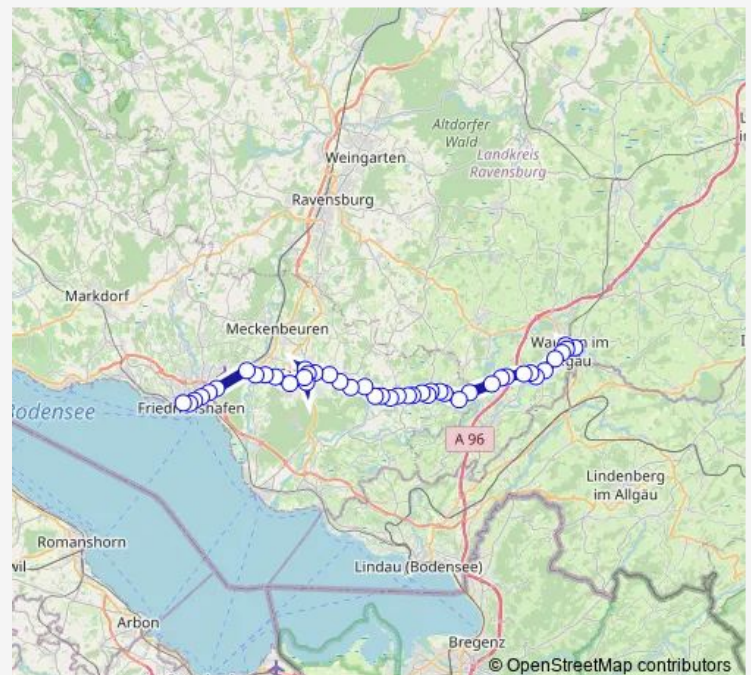 Altdorfer
Wald
Landkreis
Ravensburg
Weingarten
Ravensburg
Markdorf
Meckenbeuren
im
Bodensee
A 96
Lindenberg
im Allgäu
Romanshorn
Lindau (Bodensee)
Arbon
Bregenz
© OpenStreetMap contributors